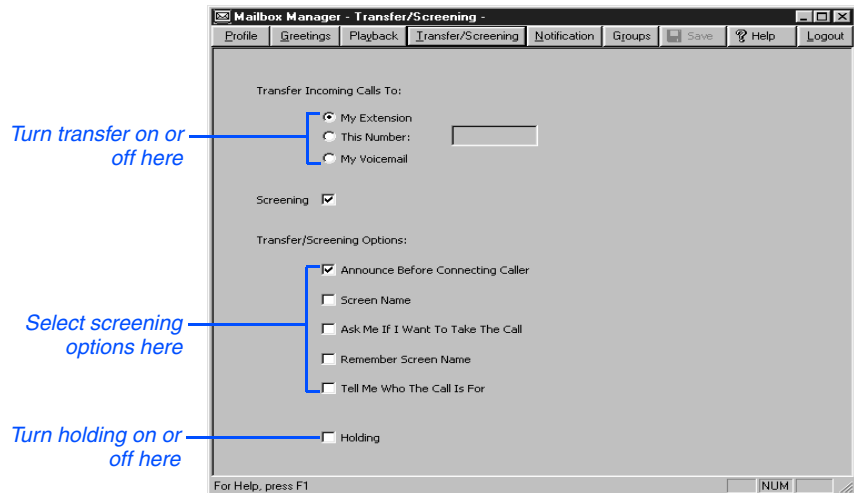 Mailbox Manager - Transfer/Screening -
Profile Greetings Playback Transfer/Screening Notification Groups Save Help Logout
Transfer Incoming Calls To:
My Extension
Turn transfer on or
off here
This Number:
My Voicemail
Screening
Transfer/Screening Options:
Announce Before Connecting Caller
Screen Name
Select screening
options here
Ask Me If I Want To Take The Call
Remember Screen Name
Tell Me Who The Call Is For
Turn holding on or
off here
Holding
For Help, press F1 NUM